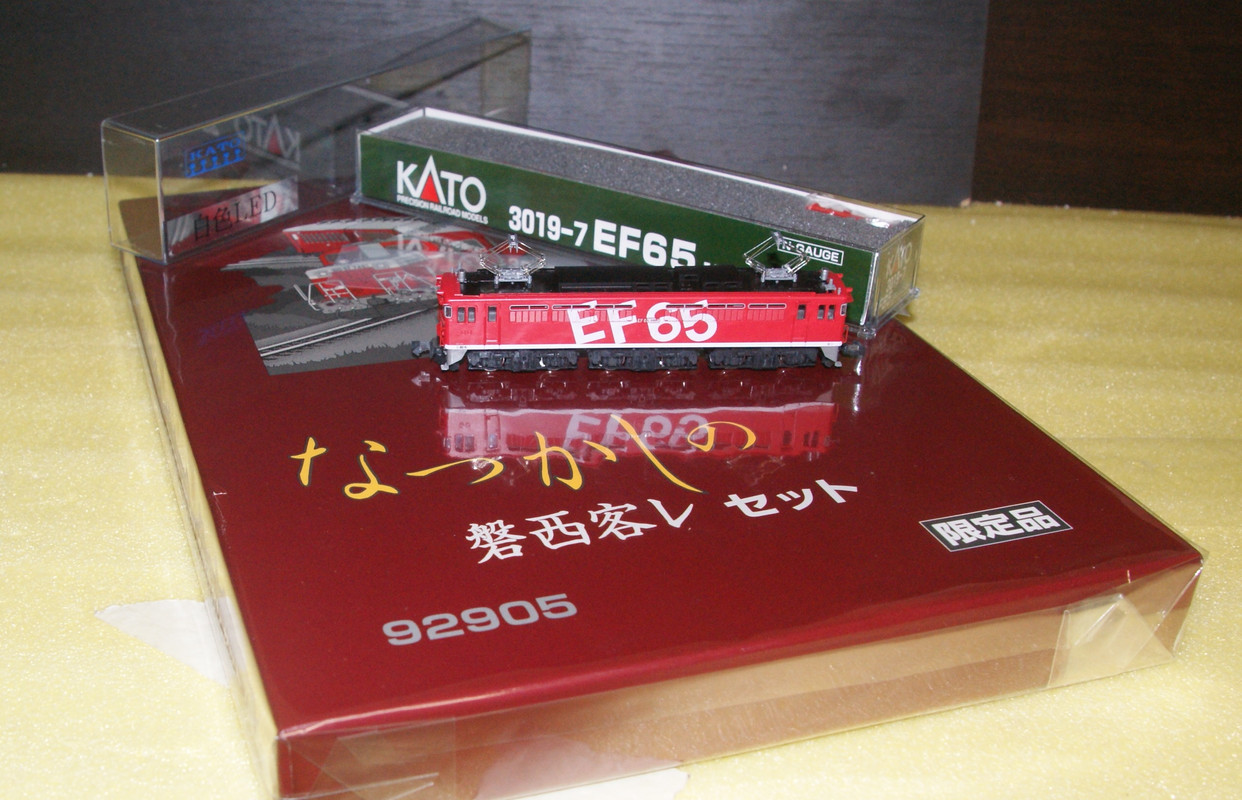 KATO
白色LED
KATO
PRECISION RAILROAD MODELS
3019-7 EF65
N-GAUGE
KATO
EF65
なつかしの
磐西客レ セット
限定品
92905